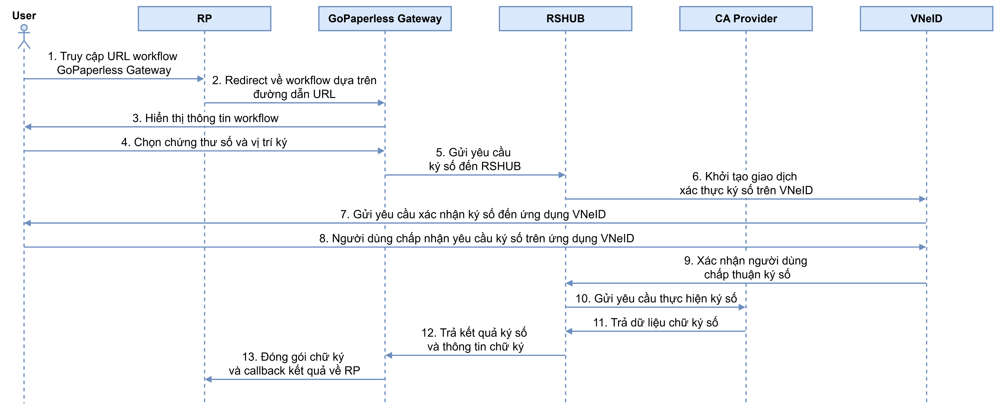 User
RP
GoPaperless Gateway
RSHUB
CA Provider
VNeID
1. Truy cập URL workflow
GoPaperless Gateway
2. Redirect về workflow dựa trên
đường dẫn URL
3. Hiển thị thông tin workflow
4. Chọn chứng thư số và vị trí ký
5. Gửi yêu cầu
ký số đến RSHUB
6. Khởi tạo giao dịch
xác thực ký số trên VNeID
7. Gửi yêu cầu xác nhận ký số đến ứng dụng VNeID
8. Người dùng chấp nhận yêu cầu ký số trên ứng dụng VNeID
9. Xác nhận người dùng
chấp thuận ký số
10. Gửi yêu cầu thực hiện ký số
11. Trả dữ liệu chữ ký số
12. Trả kết quả ký số
và thông tin chữ ký
13. Đóng gói chữ ký
và callback kết quả về RP